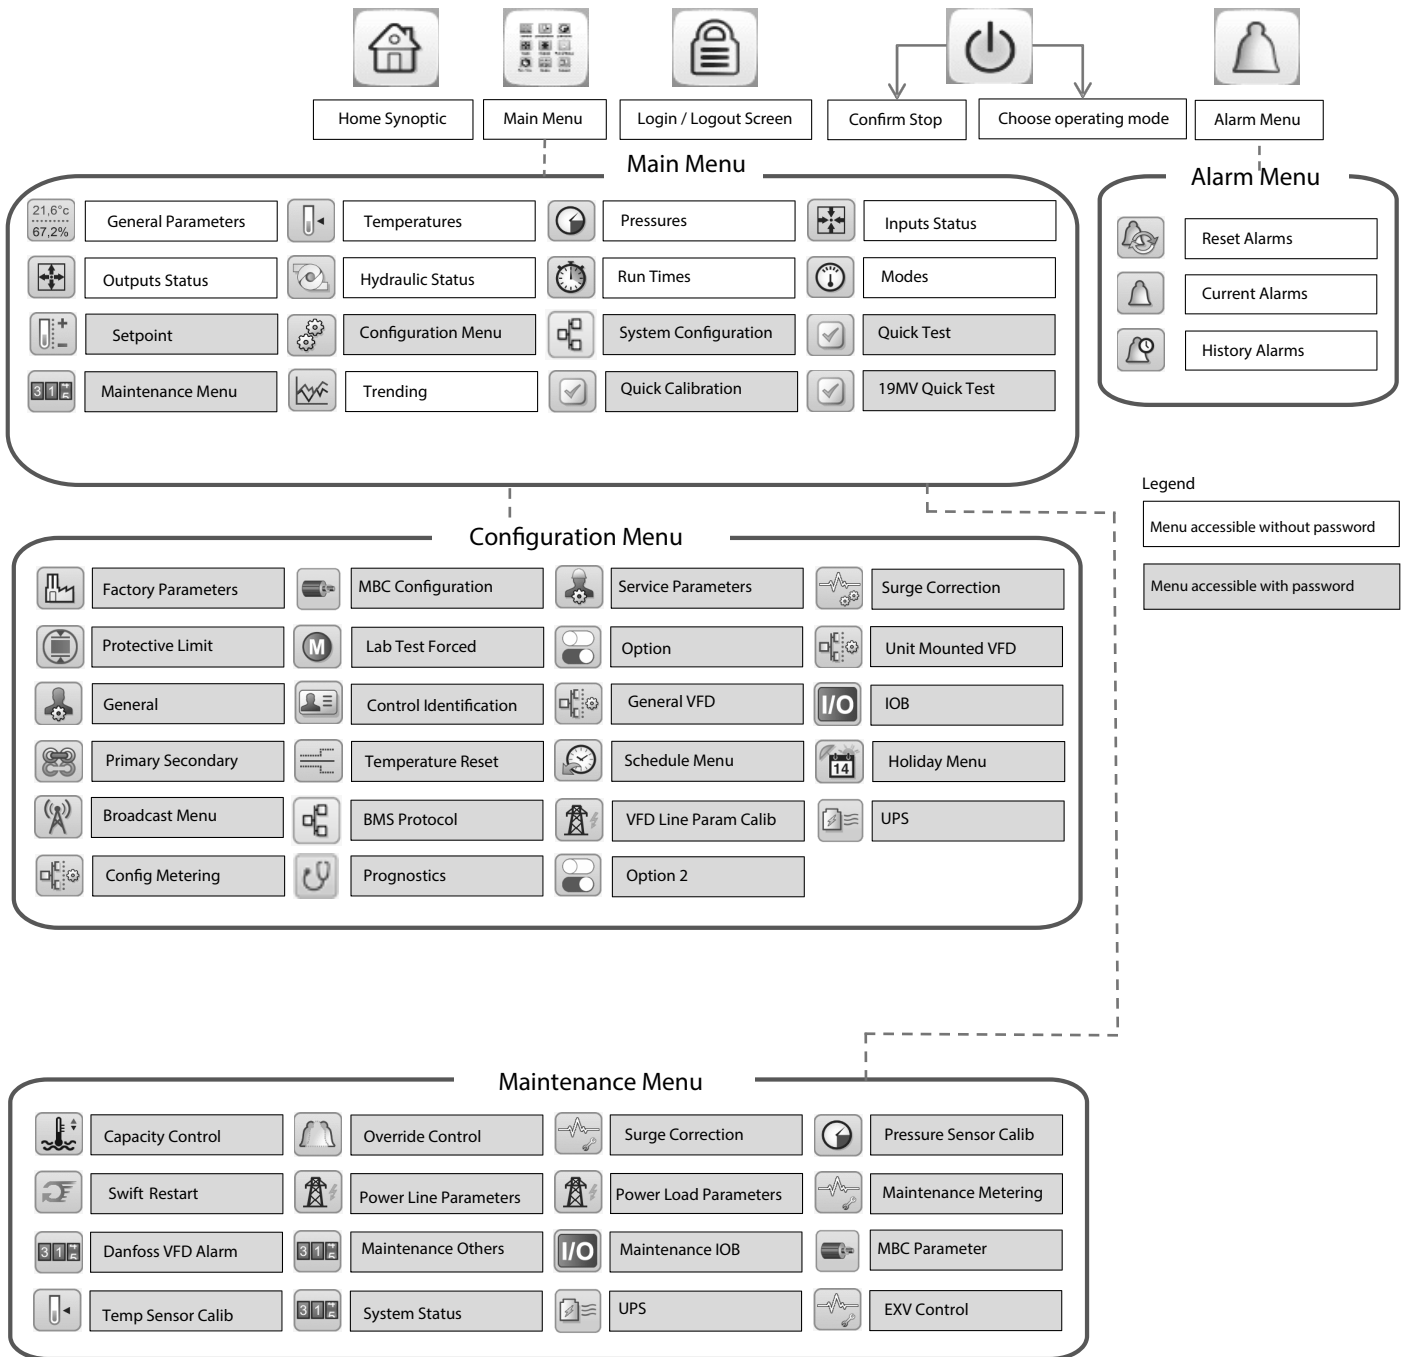 Home Synoptic
Main Menu
Login / Logout Screen
Confirm Stop
Choose operating mode
Alarm Menu
Main Menu
21,6°c
67,2%
General Parameters
Temperatures
Pressures
Inputs Status
Outputs Status
Hydraulic Status
Run Times
Modes
Setpoint
Configuration Menu
System Configuration
Quick Test
Maintenance Menu
Trending
Quick Calibration
19MV Quick Test
Alarm Menu
Reset Alarms
Current Alarms
History Alarms
Legend
Menu accessible without password
Menu accessible with password
Configuration Menu
Factory Parameters
MBC Configuration
Service Parameters
Surge Correction
Protective Limit
M
Lab Test Forced
Option
Unit Mounted VFD
General
Control Identification
General VFD
I/O
IOB
Primary Secondary
Temperature Reset
Schedule Menu
14
Holiday Menu
Broadcast Menu
BMS Protocol
VFD Line Param Calib
UPS
Config Metering
Prognostics
Option 2
Maintenance Menu
Capacity Control
Override Control
Surge Correction
Pressure Sensor Calib
Swift Restart
Power Line Parameters
Power Load Parameters
Maintenance Metering
Danfoss VFD Alarm
Maintenance Others
I/O
Maintenance IOB
MBC Parameter
Temp Sensor Calib
System Status
UPS
EXV Control